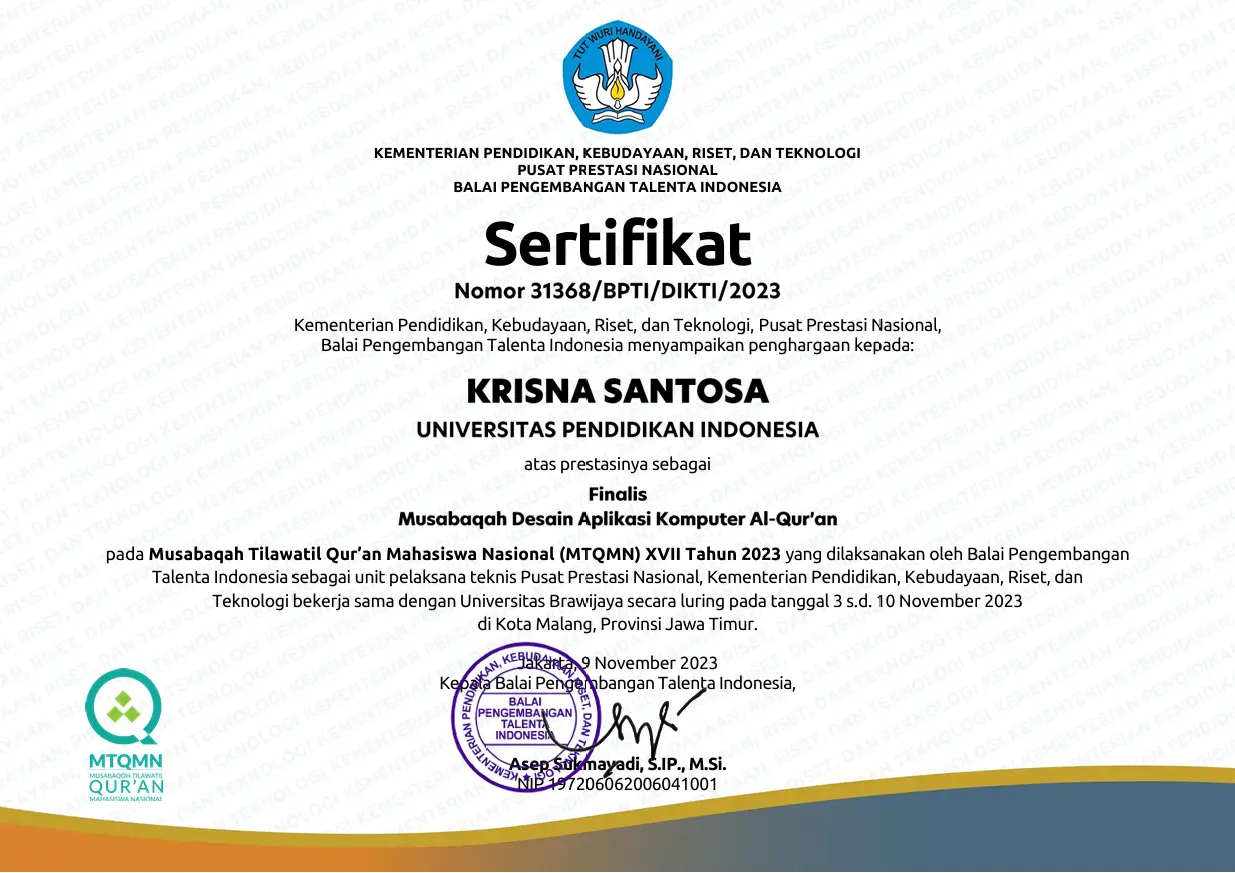 TUT WURI HANDAYANI
KEMENTERIAN PENDIDIKAN, KEBUDAYAAN, RISET, DAN TEKNOLOGI
PUSAT PRESTASI NASIONAL
BALAI PENGEMBANGAN TALENTA INDONESIA
Sertifikat
Nomor 31368/BPTI/DIKTI/2023
Kementerian Pendidikan, Kebudayaan, Riset, dan Teknologi, Pusat Prestasi Nasional,
Balai Pengembangan Talenta Indonesia menyampaikan penghargaan kepada:
KRISNA SANTOSA
UNIVERSITAS PENDIDIKAN INDONESIA
atas prestasinya sebagai
Finalis
Musabaqah Desain Aplikasi Komputer Al-Qur’an
pada Musabaqah Tilawatil Qur’an Mahasiswa Nasional (MTQMN) XVII Tahun 2023 yang dilaksanakan oleh Balai Pengembangan
Talenta Indonesia sebagai unit pelaksana teknis Pusat Prestasi Nasional, Kementerian Pendidikan, Kebudayaan, Riset, dan
Teknologi bekerja sama dengan Universitas Brawijaya secara luring pada tanggal 3 s.d. 10 November 2023
di Kota Malang, Provinsi Jawa Timur.
Jakarta, 9 November 2023
Kepala Balai Pengembangan Talenta Indonesia,
KEMENTERIAN PENDIDIKAN, KEBUDAYAAN, RISET, DAN TEKNOLOGI
BALAI
PENGEMBANGAN
TALENTA
INDONESIA
Asep Sukmayadi, S.IP., M.Si.
NIP 197206062006041001
MTQMN
MUSABAQOH TILAWATIL
QUR’AN
MAHASISWA NASIONAL